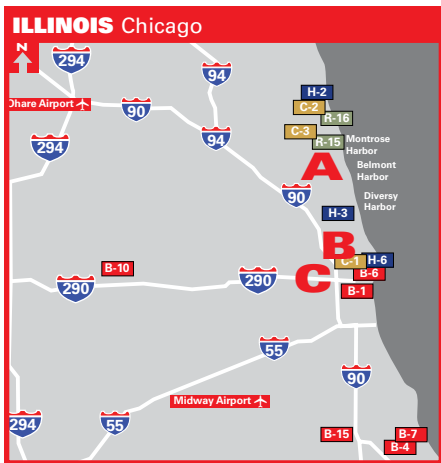 ILLINOIS Chicago
N
294
94
H-2
C-2
Ohare Airport
90
R-16
C-3
94
R-15
Montrose
Harbor
294
A
Belmont
Harbor
90
Diversy
Harbor
H-3
B
C-1
H-6
B-10
C
B-6
290
290
B-1
55
90
Midway Airport
294
55
B-15
B-7
B-4